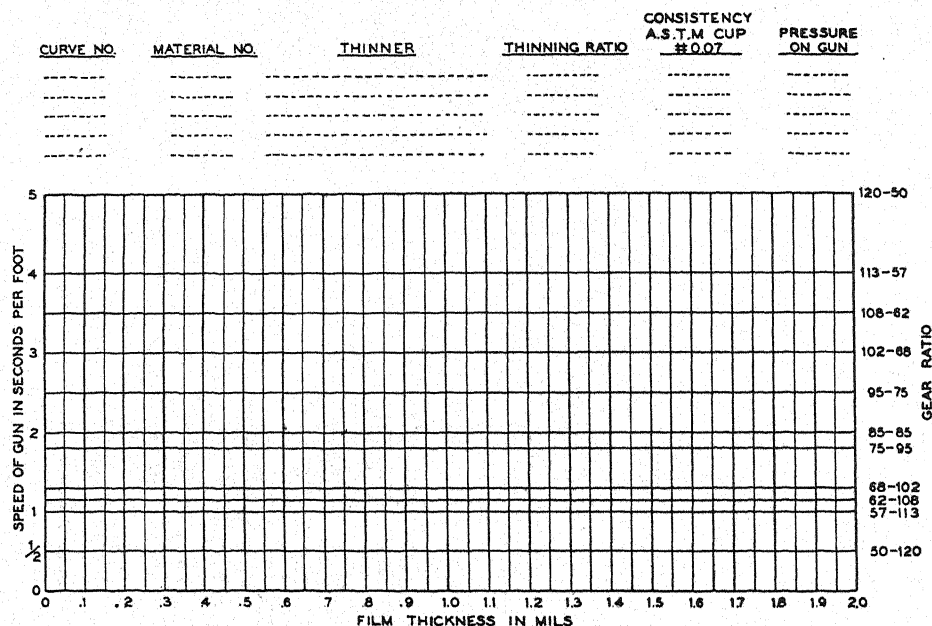 CURVE NO. MATERIAL NO. THINNER THINNING RATIO CONSISTENCY A.S.T.M CUP #0.07 PRESSURE ON GUN
5 120-50
4 113-57
108-62
3 102-68
95-75
2 85-85
75-95
68-102
62-108
1 57-113
1/2 50-120
0
SPEED OF GUN IN SECONDS PER FOOT
GEAR RATIO
0 .1 .2 .3 .4 .5 .6 .7 .8 .9 1.0 1.1 1.2 1.3 1.4 1.5 1.6 1.7 1.8 1.9 2.0
FILM THICKNESS IN MILS